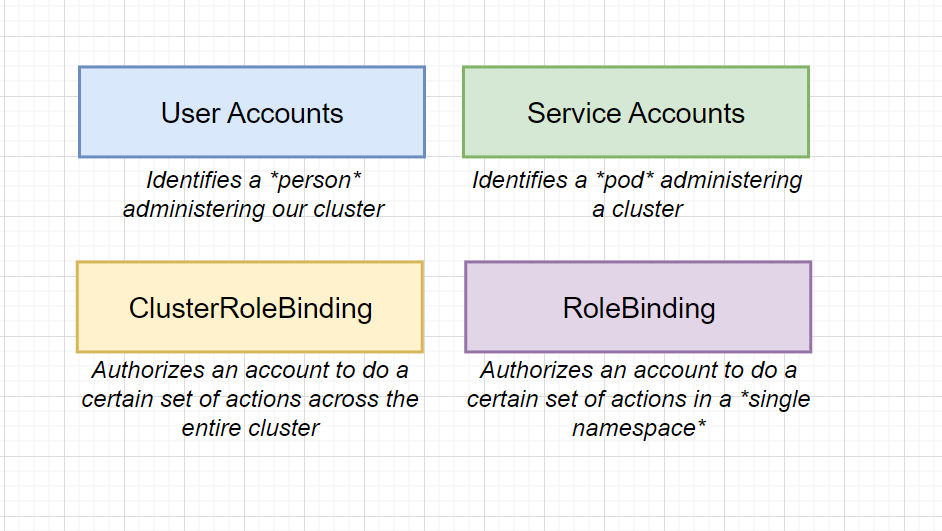 User Accounts
Service Accounts
Identifies a *person*
administering our cluster
Identifies a *pod* administering
a cluster
ClusterRoleBinding
RoleBinding
Authorizes an account to do a
certain set of actions across the
entire cluster
Authorizes an account to do a
certain set of actions in a *single
namespace*